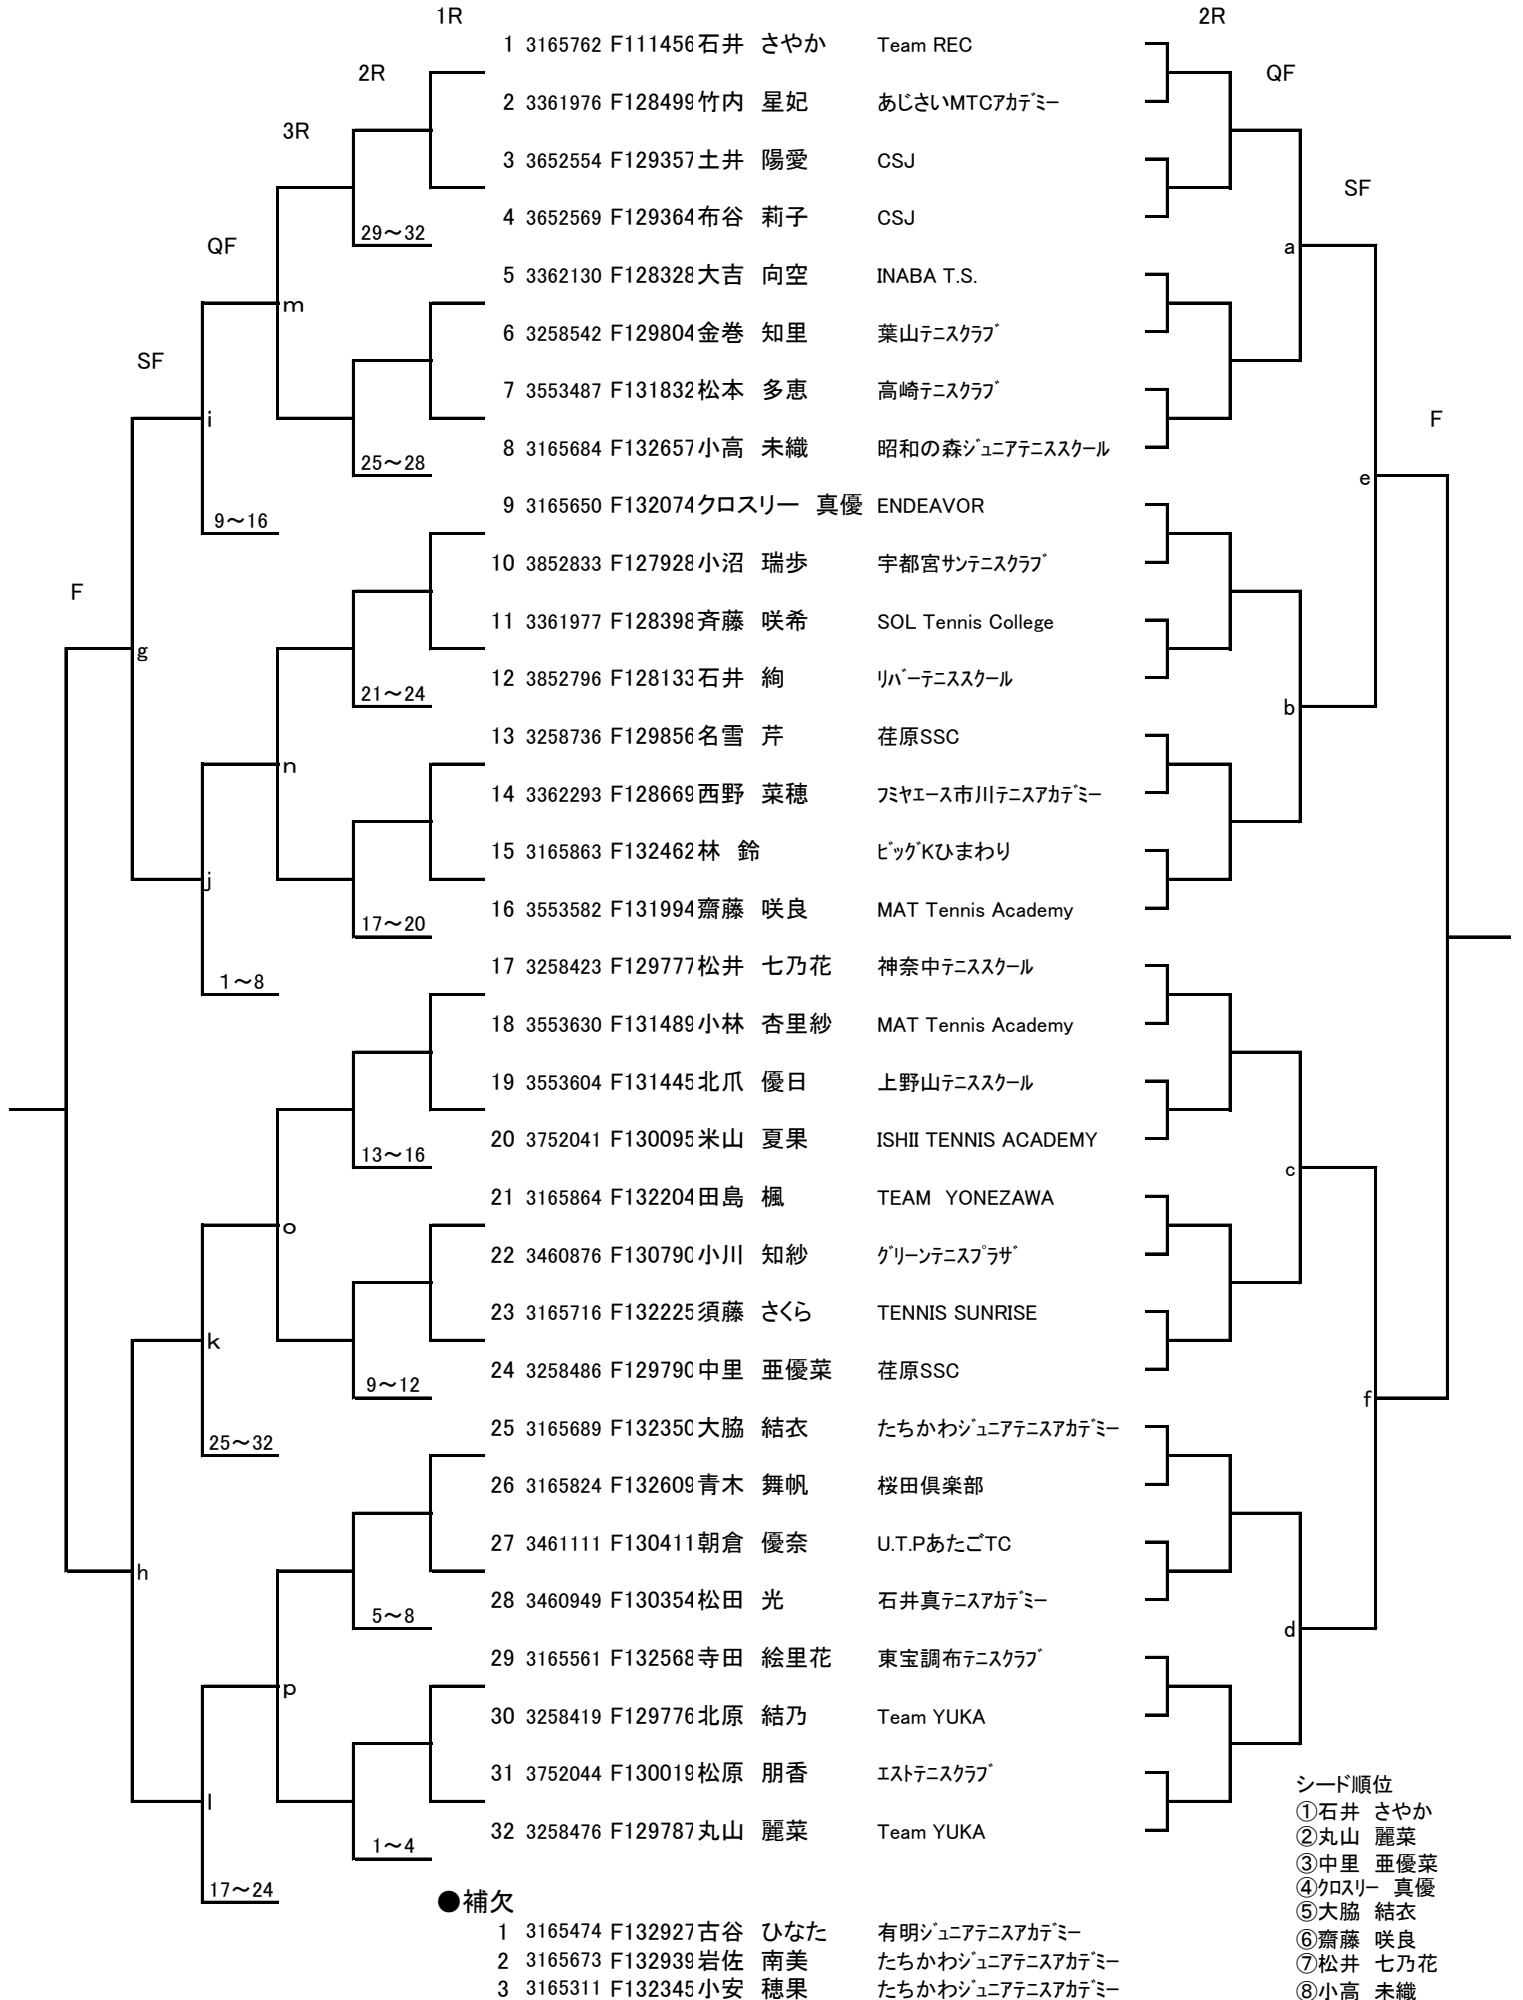 1R 2R
1 3165762 F111456 石井 さやか Team REC
2R QF
2 3361976 F128499 竹内 星妃 あじさいMTCｱｶﾃﾞﾐｰ
3R
3 3652554 F129357 土井 陽愛 CSJ
SF
4 3652569 F129364 布谷 莉子 CSJ
29～32
QF a
5 3362130 F128328 大吉 向空 INABA T.S.
m
6 3258542 F129804 金巻 知里 葉山ﾃﾆｽｸﾗﾌﾞ
SF
7 3553487 F131832 松本 多恵 高崎ﾃﾆｽｸﾗﾌﾞ
i F
8 3165684 F132657 小高 未織 昭和の森ｼﾞｭﾆｱﾃﾆｽｽｸｰﾙ
25～28
e
9 3165650 F132074 クロスリー 真優 ENDEAVOR
9～16
10 3852833 F127928 小沼 瑞歩 宇都宮ｻﾝﾃﾆｽｸﾗﾌﾞ
F
11 3361977 F128398 斉藤 咲希 SOL Tennis College
g
12 3852796 F128133 石井 絢 ﾘﾊﾞｰﾃﾆｽｽｸｰﾙ
21～24
b
13 3258736 F129856 名雪 芹 荏原SSC
n
14 3362293 F128669 西野 菜穂 ﾌﾐﾔｴｰｽ市川ﾃﾆｽｱｶﾃﾞﾐｰ
15 3165863 F132462 林 鈴 ﾋﾞｯｸﾞKひまわり
j
16 3553582 F131994 齋藤 咲良 MAT Tennis Academy
17～20
17 3258423 F129777 松井 七乃花 神奈中ﾃﾆｽｽｸｰﾙ
1～8
18 3553630 F131489 小林 杏里紗 MAT Tennis Academy
19 3553604 F131445 北爪 優日 上野山ﾃﾆｽｽｸｰﾙ
20 3752041 F130095 米山 夏果 ISHII TENNIS ACADEMY
13～16
c
21 3165864 F132204 田島 楓 TEAM YONEZAWA
o
22 3460876 F130790 小川 知紗 ｸﾞﾘｰﾝﾃﾆｽﾌﾟﾗｻﾞ
23 3165716 F132225 須藤 さくら TENNIS SUNRISE
k
24 3258486 F129790 中里 亜優菜 荏原SSC
9～12
f
25 3165689 F132350 大脇 結衣 たちかわｼﾞｭﾆｱﾃﾆｽｱｶﾃﾞﾐｰ
25～32
26 3165824 F132609 青木 舞帆 桜田倶楽部
27 3461111 F130411 朝倉 優奈 U.T.PあたごTC
h
28 3460949 F130354 松田 光 石井真ﾃﾆｽｱｶﾃﾞﾐｰ
5～8
d
29 3165561 F132568 寺田 絵里花 東宝調布ﾃﾆｽｸﾗﾌﾞ
p
30 3258419 F129776 北原 結乃 Team YUKA
31 3752044 F130019 松原 朋香 ｴｽﾄﾃﾆｽｸﾗﾌﾞ
シード順位
l
①石井 さやか
32 3258476 F129787 丸山 麗菜 Team YUKA
②丸山 麗菜
1～4
③中里 亜優菜
17～24
④ｸﾛｽﾘｰ 真優
●補欠
⑤大脇 結衣
1 3165474 F132927 古谷 ひなた 有明ｼﾞｭﾆｱﾃﾆｽｱｶﾃﾞﾐｰ
⑥齋藤 咲良
2 3165673 F132939 岩佐 南美 たちかわｼﾞｭﾆｱﾃﾆｽｱｶﾃﾞﾐｰ
⑦松井 七乃花
3 3165311 F132345 小安 穂果 たちかわｼﾞｭﾆｱﾃﾆｽｱｶﾃﾞﾐｰ
⑧小高 未織